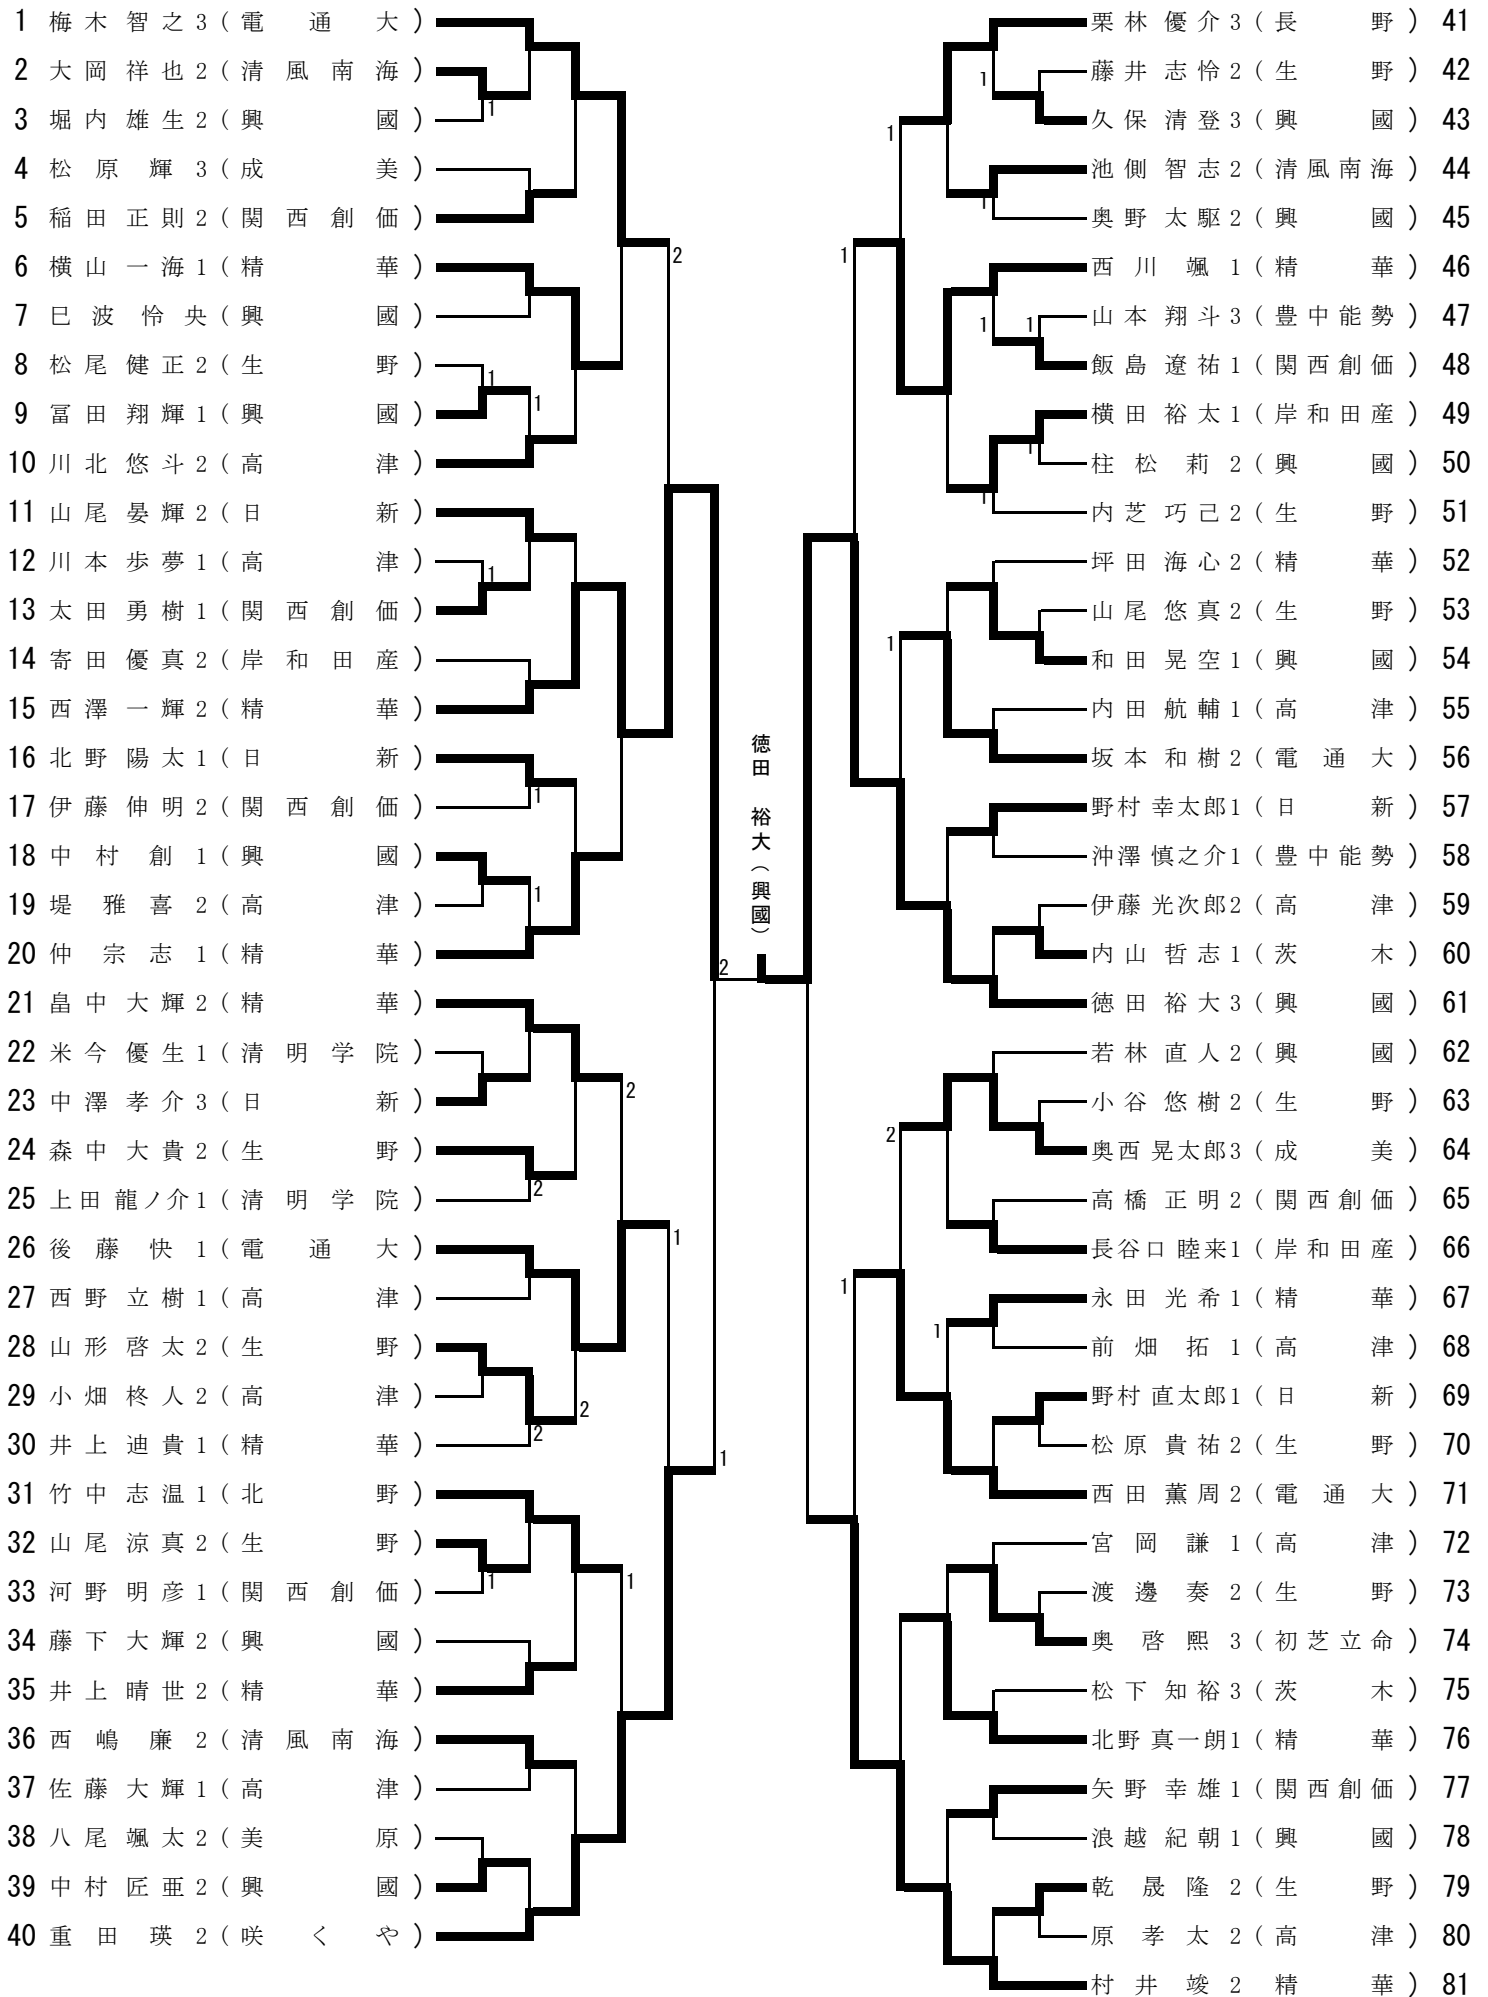 1 梅木智之3(電通大)
2 大岡祥也2(清風南海)
3 堀内雄生2(興國)
4 松原輝3(成美)
5 稲田正則2(関西創価)
6 横山一海1(精華)
7 巳波怜央(興國)
8 松尾健正2(生野)
9 冨田翔輝1(興國)
10 川北悠斗2(高津)
11 山尾晏輝2(日新)
12 川本歩夢1(高津)
13 太田勇樹1(関西創価)
14 寄田優真2(岸和田産)
15 西澤一輝2(精華)
16 北野陽太1(日新)
17 伊藤伸明2(関西創価)
18 中村創1(興國)
19 堤雅喜2(高津)
20 仲宗志1(精華)
21 畠中大輝2(精華)
22 米今優生1(清明学院)
23 中澤孝介3(日新)
24 森中大貴2(生野)
25 上田龍ノ介1(清明学院)
26 後藤快1(電通大)
27 西野立樹1(高津)
28 山形啓太2(生野)
29 小畑柊人2(高津)
30 井上迪貴1(精華)
31 竹中志温1(北野)
32 山尾涼真2(生野)
33 河野明彦1(関西創価)
34 藤下大輝2(興國)
35 井上晴世2(精華)
36 西嶋廉2(清風南海)
37 佐藤大輝1(高津)
38 八尾颯太2(美原)
39 中村匠亜2(興國)
40 重田瑛2(咲くや)
1
1
1
1
1
1
2
2
2
1
2
2
1
1
1
2
1
2
徳田 裕大(興國)
1
1
1
1
1
1
1
1
1
1
2
1
1
栗林優介3(長野) 41
藤井志怜2(生野) 42
久保清登3(興國) 43
池側智志2(清風南海) 44
奥野太駆2(興國) 45
西川颯1(精華) 46
山本翔斗3(豊中能勢) 47
飯島遼祐1(関西創価) 48
横田裕太1(岸和田産) 49
柱松莉2(興國) 50
内芝巧己2(生野) 51
坪田海心2(精華) 52
山尾悠真2(生野) 53
和田晃空1(興國) 54
内田航輔1(高津) 55
坂本和樹2(電通大) 56
野村幸太郎1(日新) 57
沖澤慎之介1(豊中能勢) 58
伊藤光次郎2(高津) 59
内山哲志1(茨木) 60
徳田裕大3(興國) 61
若林直人2(興國) 62
小谷悠樹2(生野) 63
奥西晃太郎3(成美) 64
高橋正明2(関西創価) 65
長谷口睦来1(岸和田産) 66
永田光希1(精華) 67
前畑拓1(高津) 68
野村直太郎1(日新) 69
松原貴祐2(生野) 70
西田薫周2(電通大) 71
宮岡謙1(高津) 72
渡邊奏2(生野) 73
奥啓熙3(初芝立命) 74
松下知裕3(茨木) 75
北野真一朗1(精華) 76
矢野幸雄1(関西創価) 77
浪越紀朝1(興國) 78
乾晟隆2(生野) 79
原孝太2(高津) 80
村井竣2 精華) 81